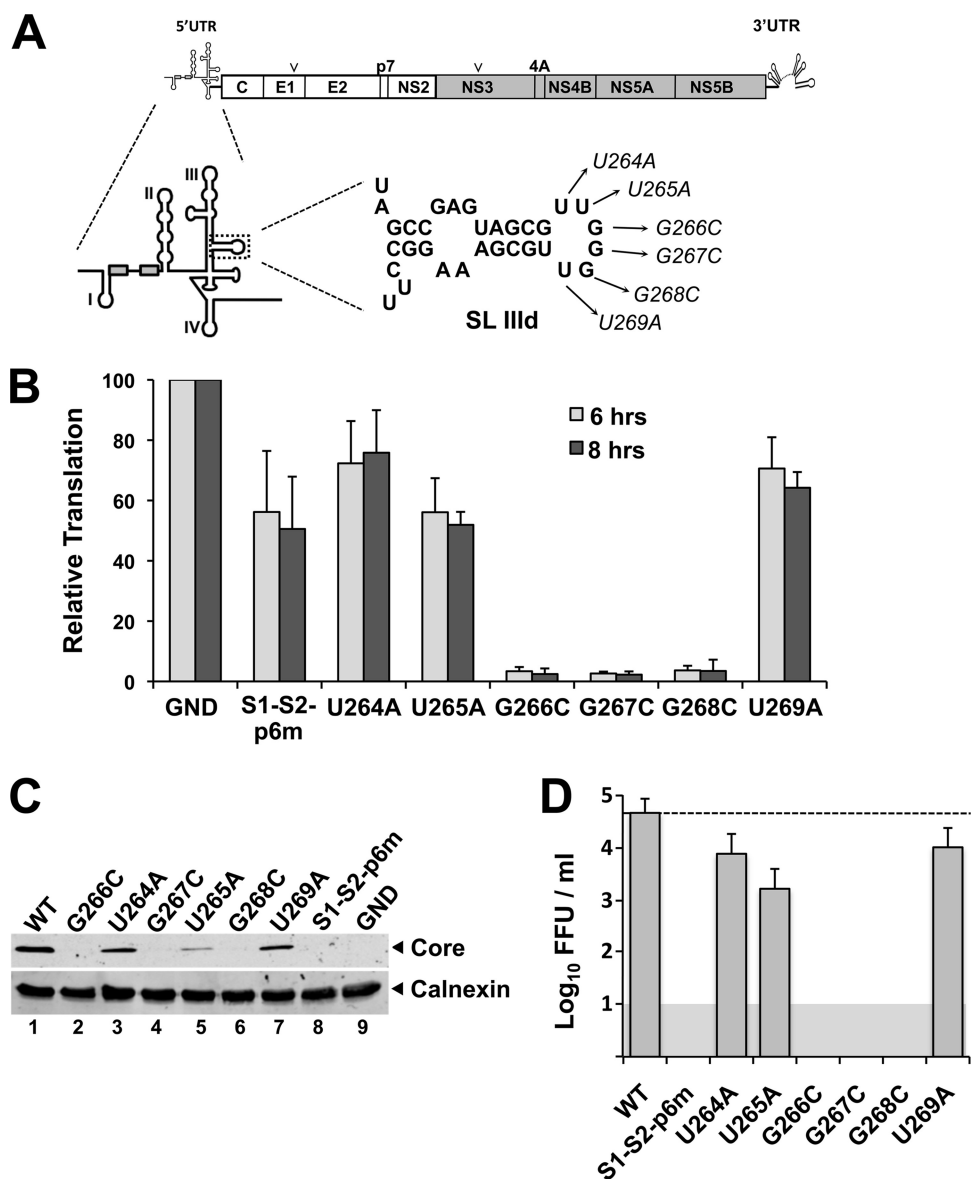 A
5'UTR
3'UTR
p7
4A
C E1 E2 NS2 NS3 NS4B NS5A NS5B
I
II
III
IV
U
A GAG U U
GCC UAGCG G
CGG AGCGU G
C A A U G
U
U
SL IIId
U264A
U265A
G266C
G267C
G268C
U269A
B
Relative Translation
100
80
60
40
20
0
6 hrs
8 hrs
GND S1-S2-p6m U264A U265A G266C G267C G268C U269A
C
WT G266C U264A G267C U265A G268C U269A S1-S2-p6m GND
Core
Calnexin
1 2 3 4 5 6 7 8 9
D
Log10 FFU / ml
5
4
3
2
1
WT S1-S2-p6m U264A U265A G266C G267C G268C U269A